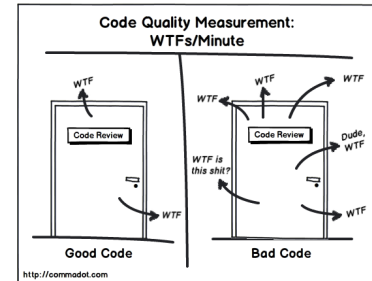 Code Quality Measurement:
WTFs/Minute
WTF
Code Review
WTF
Good Code
WTF
WTF
WTF
Code Review
Dude,
WTF
WTF is
this shit?
WTF
Bad Code
http://commadot.com